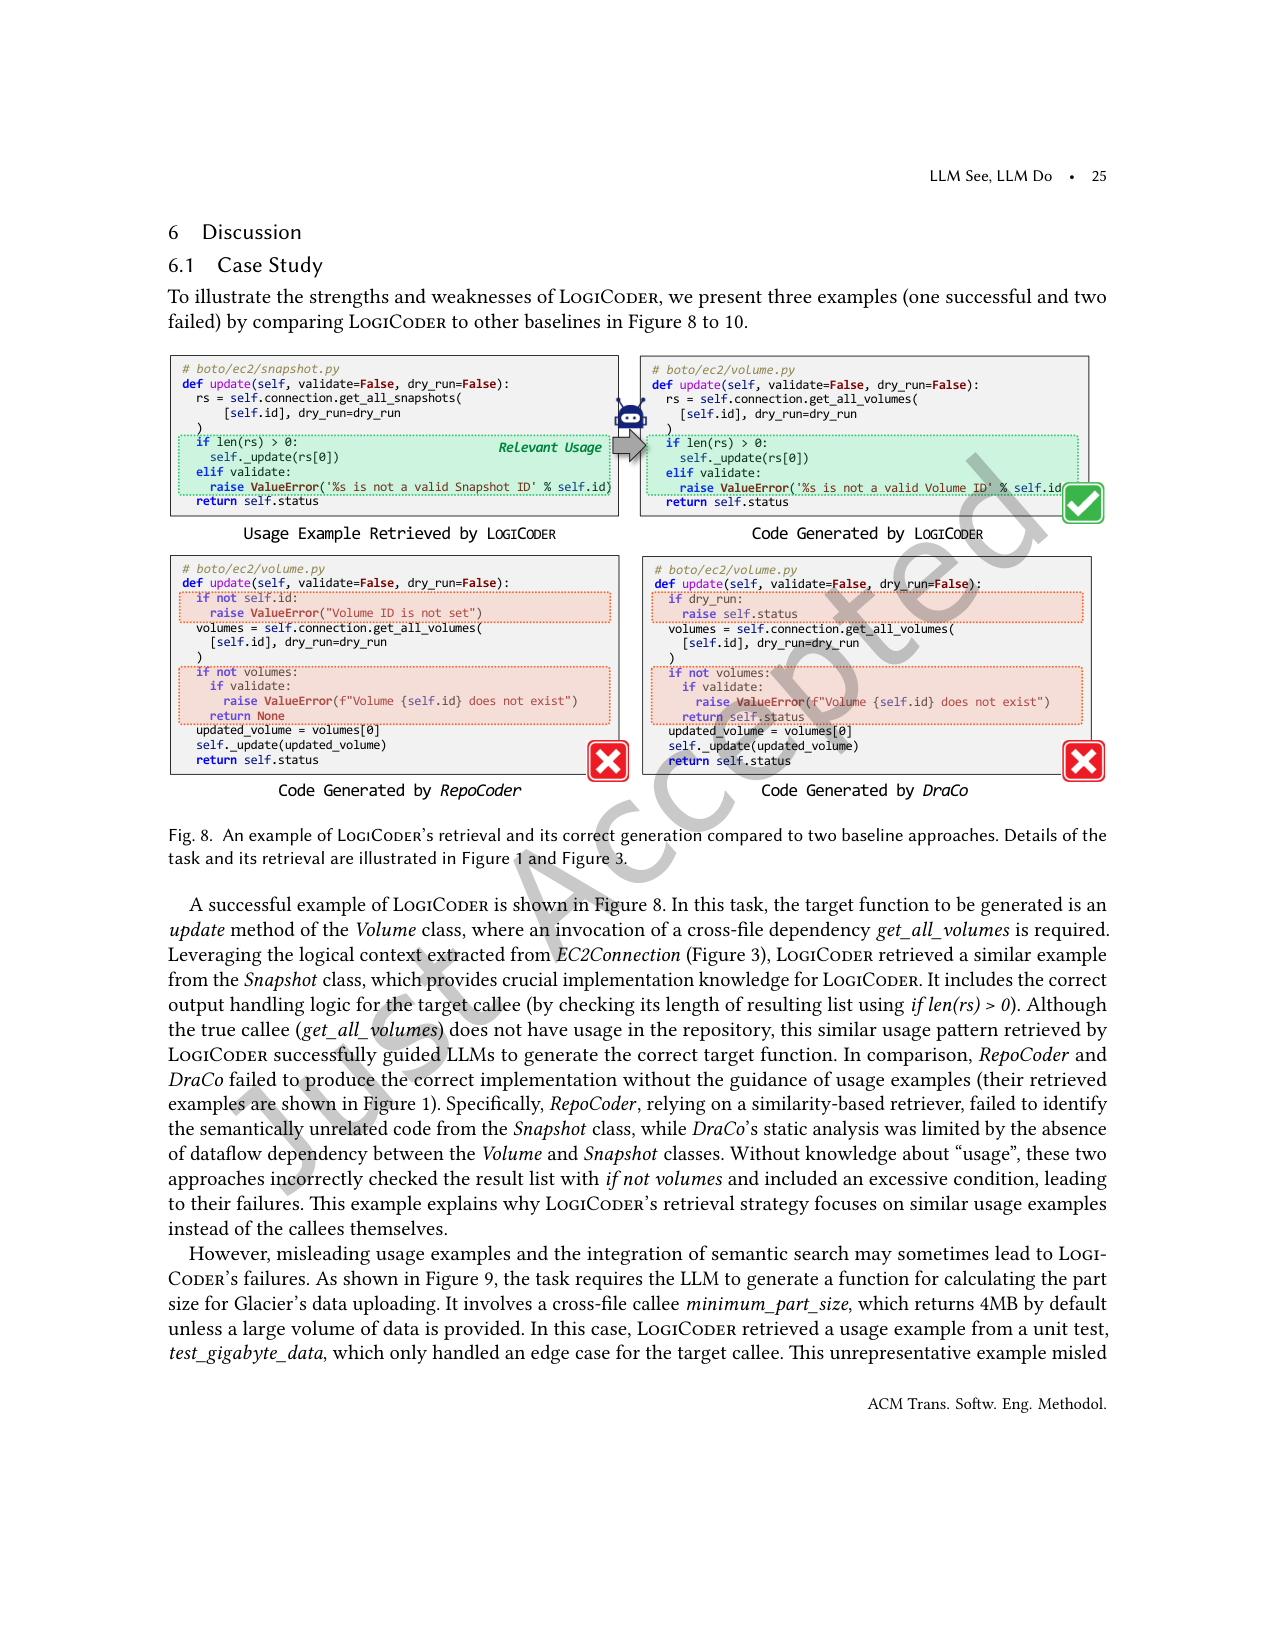 LLM See, LLM Do • 25
6 Discussion
6.1 Case Study
To illustrate the strengths and weaknesses of LogiCoder, we present three examples (one successful and two
failed) by comparing LogiCoder to other baselines in Figure 8 to 10.
# boto/ec2/snapshot.py
def update(self, validate=False, dry_run=False):
rs = self.connection.get_all_snapshots(
[self.id], dry_run=dry_run
)
if len(rs) > 0:
Relevant Usage
self._update(rs[0])
elif validate:
raise ValueError('%s is not a valid Snapshot ID' % self.id)
return self.status
Usage Example Retrieved by LogiCoder
# boto/ec2/volume.py
def update(self, validate=False, dry_run=False):
rs = self.connection.get_all_volumes(
[self.id], dry_run=dry_run
)
if len(rs) > 0:
self._update(rs[0])
elif validate:
raise ValueError('%s is not a valid Volume ID' % self.id
return self.status
Code Generated by LogiCoder
# boto/ec2/volume.py
def update(self, validate=False, dry_run=False):
if not self.id:
raise ValueError("Volume ID is not set")
volumes = self.connection.get_all_volumes(
[self.id], dry_run=dry_run
)
if not volumes:
if validate:
raise ValueError(f"Volume {self.id} does not exist")
return None
updated_volume = volumes[0]
self._update(updated_volume)
return self.status
Code Generated by RepoCoder
# boto/ec2/volume.py
def update(self, validate=False, dry_run=False):
if dry_run:
raise self.status
volumes = self.connection.get_all_volumes(
[self.id], dry_run=dry_run
)
if not volumes:
if validate:
raise ValueError(f"Volume {self.id} does not exist")
return self.status
updated_volume = volumes[0]
self._update(updated_volume)
return self.status
Code Generated by DraCo
Fig. 8. An example of LogiCoder's retrieval and its correct generation compared to two baseline approaches. Details of the
task and its retrieval are illustrated in Figure 1 and Figure 3.
A successful example of LogiCoder is shown in Figure 8. In this task, the target function to be generated is an
update method of the Volume class, where an invocation of a cross-file dependency get_all_volumes is required.
Leveraging the logical context extracted from EC2Connection (Figure 3), LogiCoder retrieved a similar example
from the Snapshot class, which provides crucial implementation knowledge for LogiCoder. It includes the correct
output handling logic for the target callee (by checking its length of resulting list using if len(rs) > 0). Although
the true callee (get_all_volumes) does not have usage in the repository, this similar usage pattern retrieved by
LogiCoder successfully guided LLMs to generate the correct target function. In comparison, RepoCoder and
DraCo failed to produce the correct implementation without the guidance of usage examples (their retrieved
examples are shown in Figure 1). Specifically, RepoCoder, relying on a similarity-based retriever, failed to identify
the semantically unrelated code from the Snapshot class, while DraCo's static analysis was limited by the absence
of dataflow dependency between the Volume and Snapshot classes. Without knowledge about “usage”, these two
approaches incorrectly checked the result list with if not volumes and included an excessive condition, leading
to their failures. This example explains why LogiCoder's retrieval strategy focuses on similar usage examples
instead of the callees themselves.
However, misleading usage examples and the integration of semantic search may sometimes lead to Logi-
Coder's failures. As shown in Figure 9, the task requires the LLM to generate a function for calculating the part
size for Glacier's data uploading. It involves a cross-file callee minimum_part_size, which returns 4MB by default
unless a large volume of data is provided. In this case, LogiCoder retrieved a usage example from a unit test,
test_gigabyte_data, which only handled an edge case for the target callee. This unrepresentative example misled
ACM Trans. Softw. Eng. Methodol.
Just Accepted